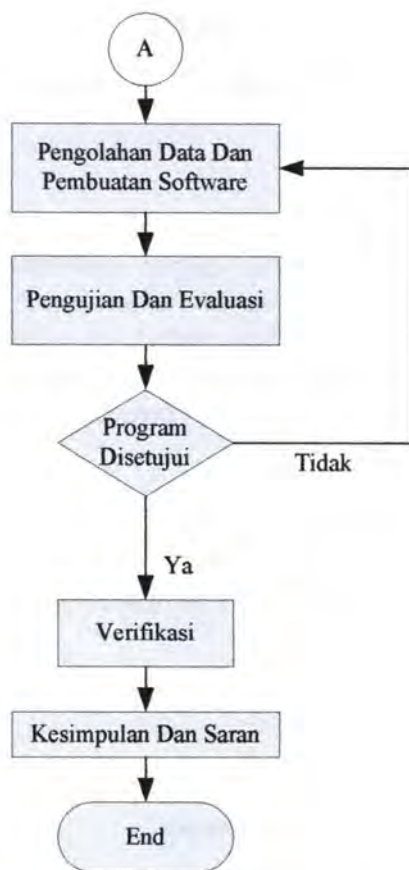 A
Pengolahan Data Dan
Pembuatan Software
Pengujian Dan Evaluasi
Program
Disetujui
Tidak
Ya
Verifikasi
Kesimpulan Dan Saran
End